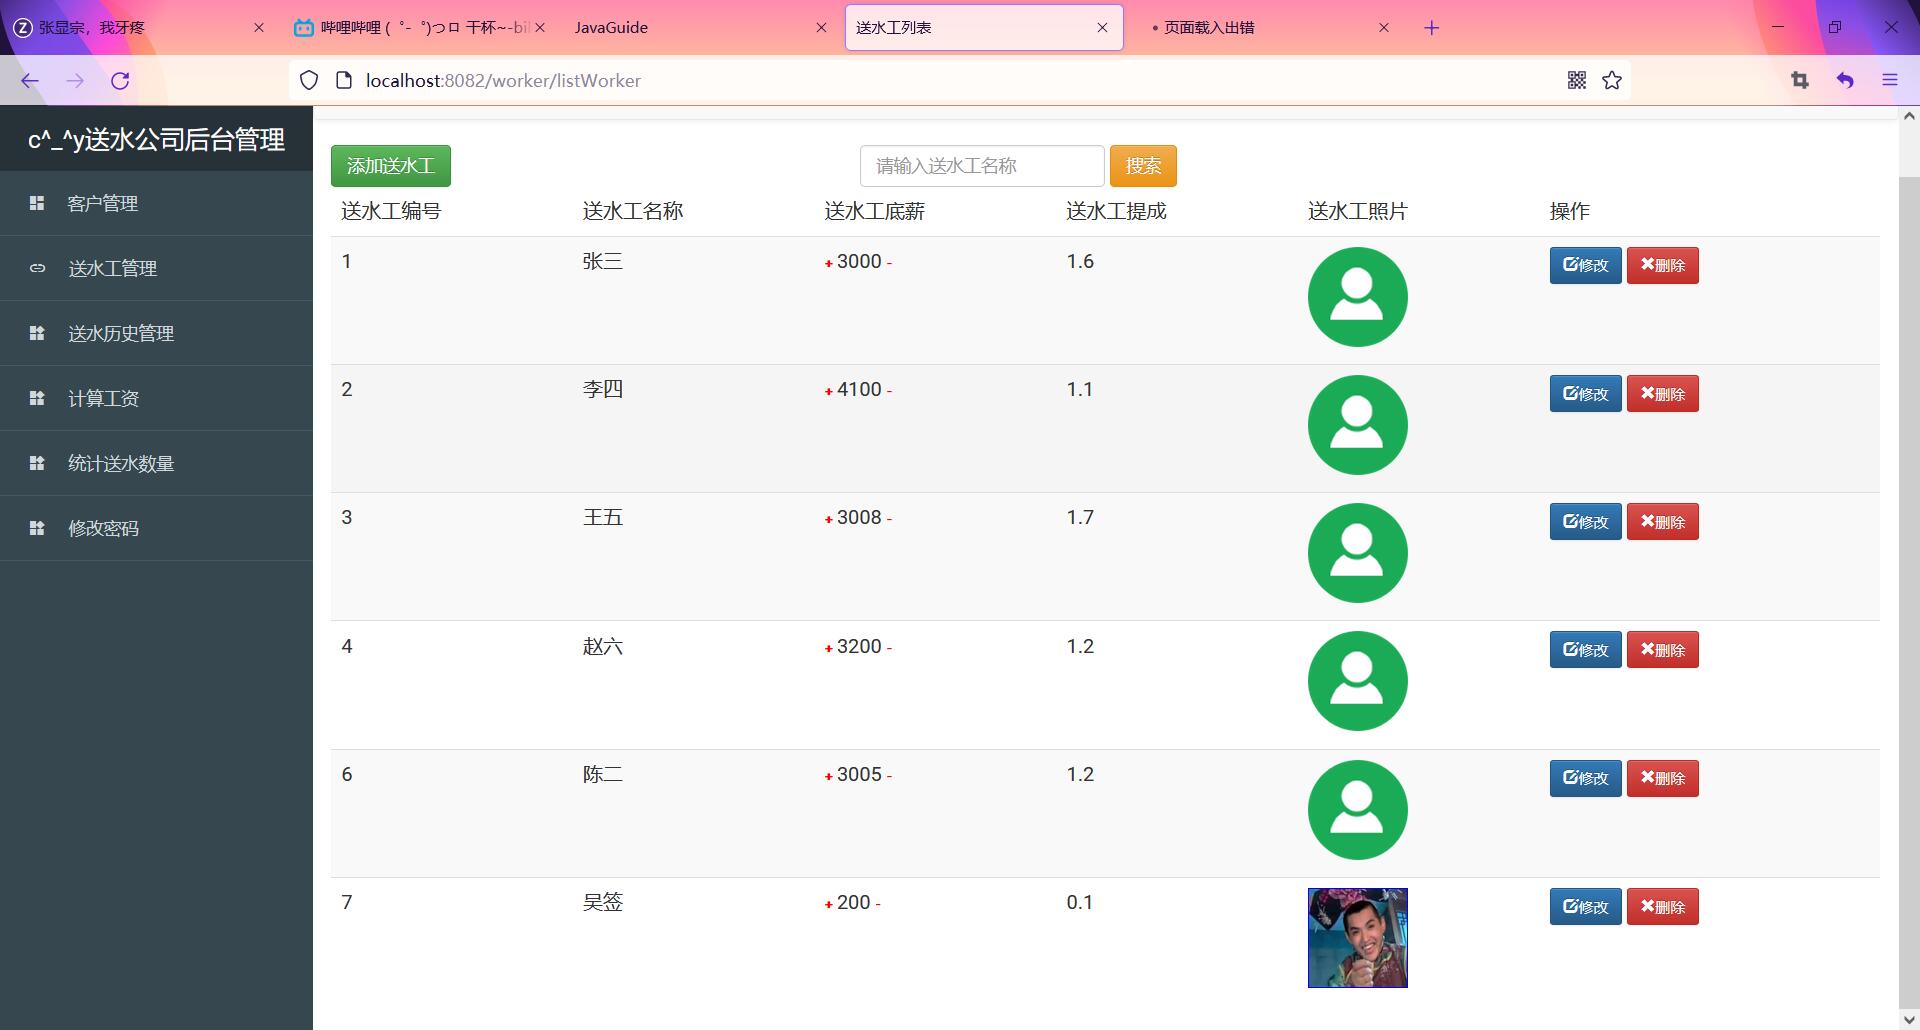 张显宗，我牙疼
哔哩哔哩 (゜-゜)つロ 干杯~-bil
JavaGuide
送水工列表
页面载入出错
localhost:8082/worker/listWorker
c^_^y送水公司后台管理
客户管理
送水工管理
送水历史管理
计算工资
统计送水数量
修改密码
添加送水工
请输入送水工名称
搜索
送水工编号 送水工名称 送水工底薪 送水工提成 送水工照片 操作
1 张三 + 3000 - 1.6 修改 删除
2 李四 + 4100 - 1.1 修改 删除
3 王五 + 3008 - 1.7 修改 删除
4 赵六 + 3200 - 1.2 修改 删除
6 陈二 + 3005 - 1.2 修改 删除
7 吴签 + 200 - 0.1 修改 删除